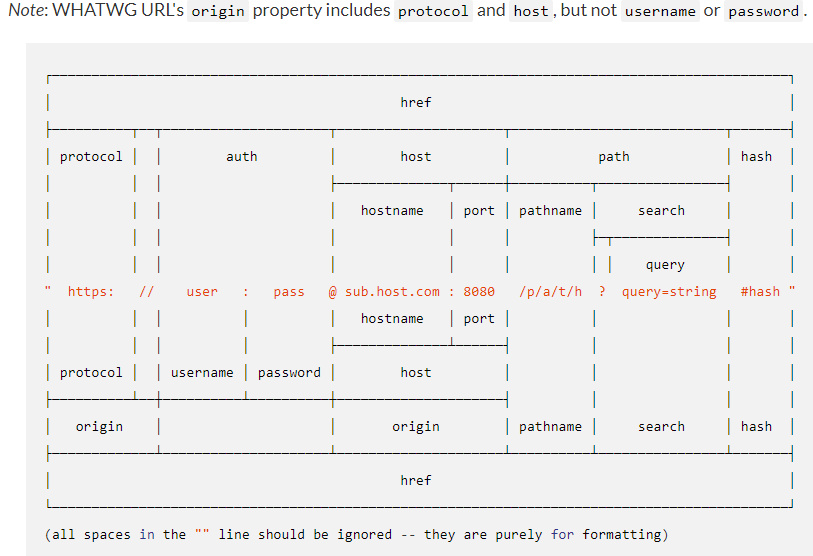 Note: WHATWG URL's origin property includes protocol and host, but not username or password.
href
protocol auth host path hash
hostname port pathname search
query
" https: // user : pass @ sub.host.com : 8080 /p/a/t/h ? query=string #hash "
hostname port
protocol username password host
origin origin pathname search hash
href
(all spaces in the "" line should be ignored -- they are purely for formatting)